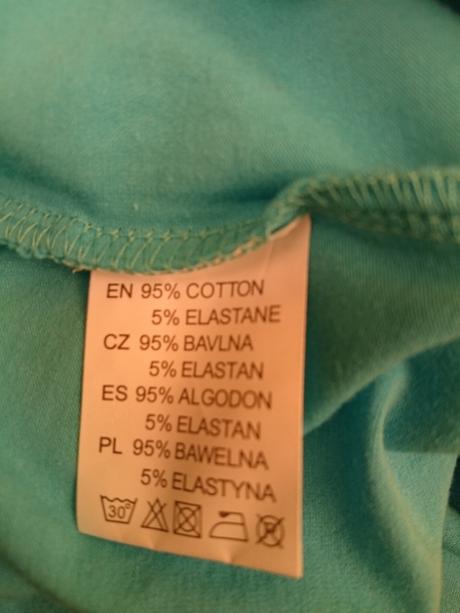 EN 95% COTTON
5% ELASTANE
CZ 95% BAVLNA
5% ELASTAN
ES 95% ALGODON
5% ELASTAN
PL 95% BAWELNA
5% ELASTYNA
30°